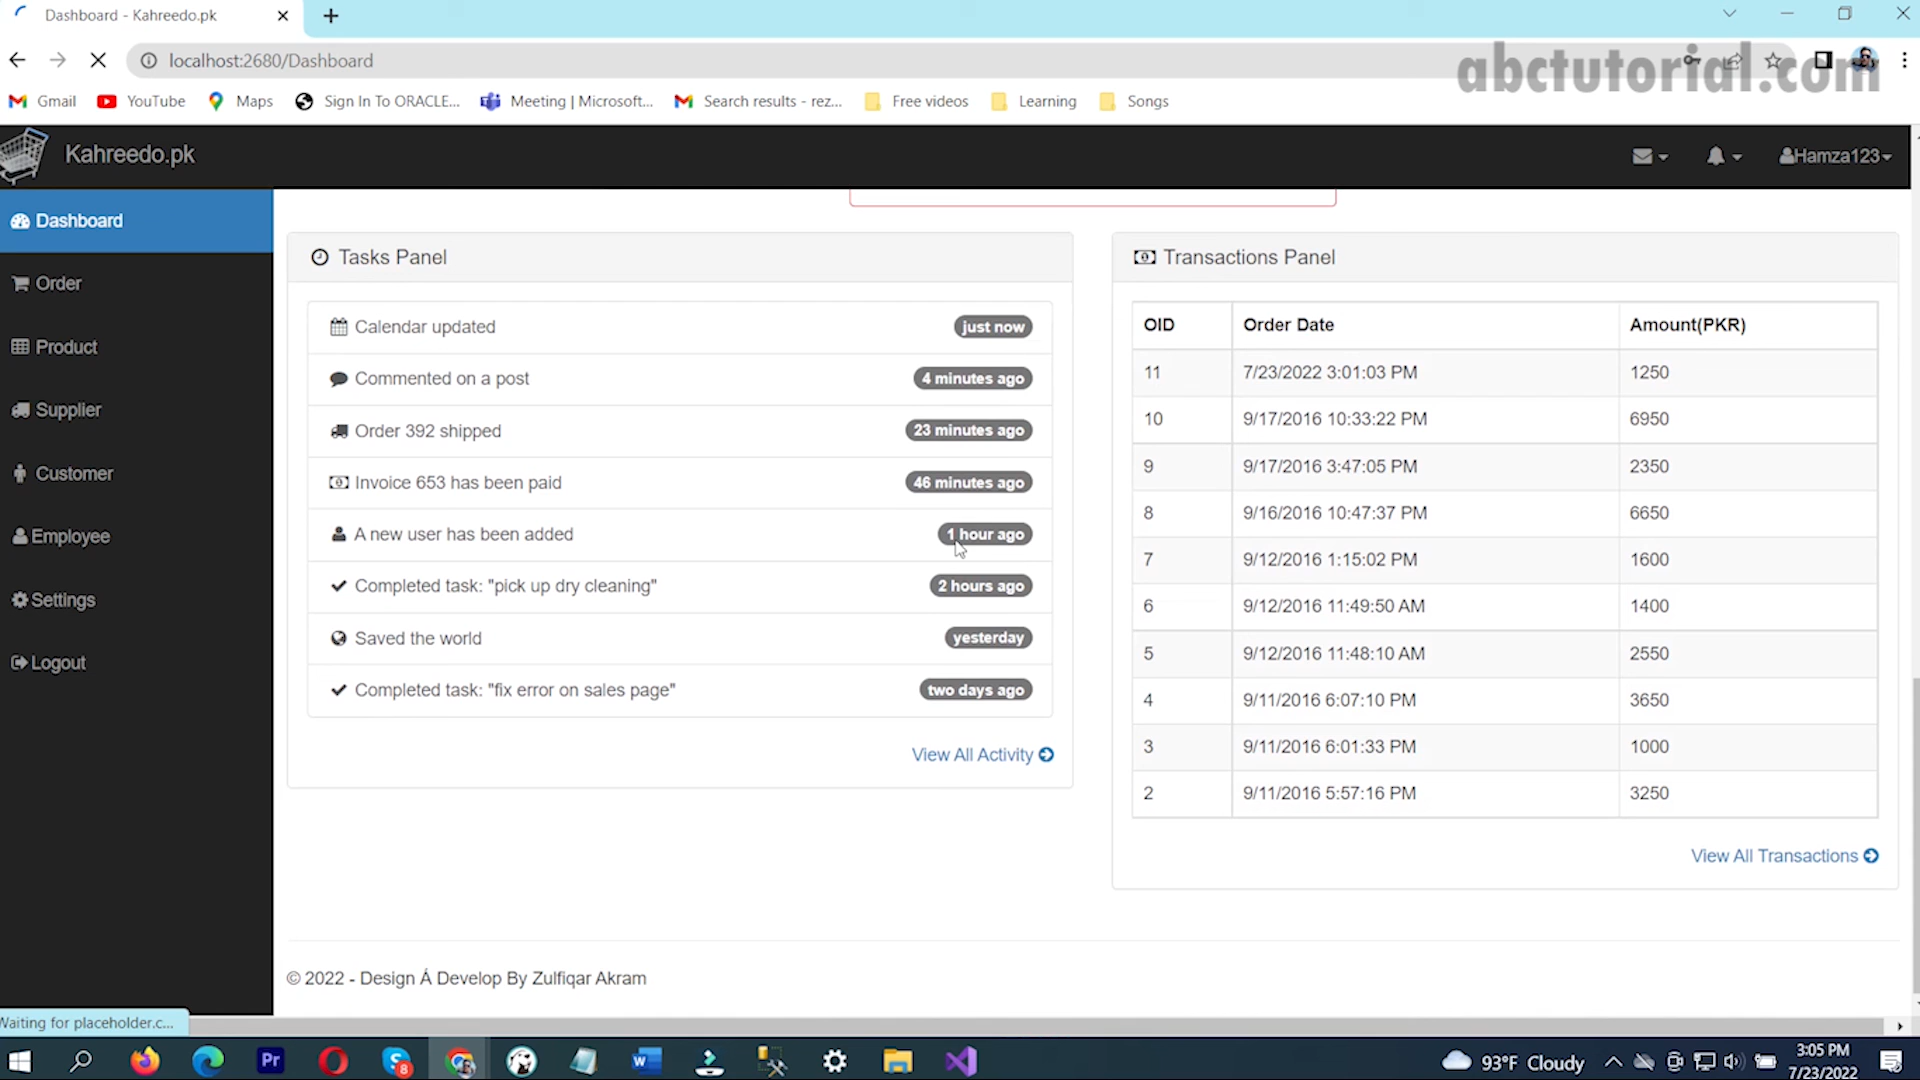 Dashboard - Kahreedo.pk
localhost:2680/Dashboard
abctutorial.com
Gmail YouTube Maps Sign In To ORACLE... Meeting | Microsoft... Search results - rez... Free videos Learning Songs
Kahreedo.pk
Hamza123
Dashboard
Order
Product
Supplier
Customer
Employee
Settings
Logout
Tasks Panel
Calendar updated just now
Commented on a post 4 minutes ago
Order 392 shipped 23 minutes ago
Invoice 653 has been paid 46 minutes ago
A new user has been added 1 hour ago
Completed task: "pick up dry cleaning" 2 hours ago
Saved the world yesterday
Completed task: "fix error on sales page" two days ago
View All Activity
Transactions Panel
OID Order Date Amount(PKR)
11 7/23/2022 3:01:03 PM 1250
10 9/17/2016 10:33:22 PM 6950
9 9/17/2016 3:47:05 PM 2350
8 9/16/2016 10:47:37 PM 6650
7 9/12/2016 1:15:02 PM 1600
6 9/12/2016 11:49:50 AM 1400
5 9/12/2016 11:48:10 AM 2550
4 9/11/2016 6:07:10 PM 3650
3 9/11/2016 6:01:33 PM 1000
2 9/11/2016 5:57:16 PM 3250
View All Transactions
© 2022 - Design Á Develop By Zulfiqar Akram
Waiting for placeholder.c...
Pr
8
93°F Cloudy
3:05 PM
7/23/2022